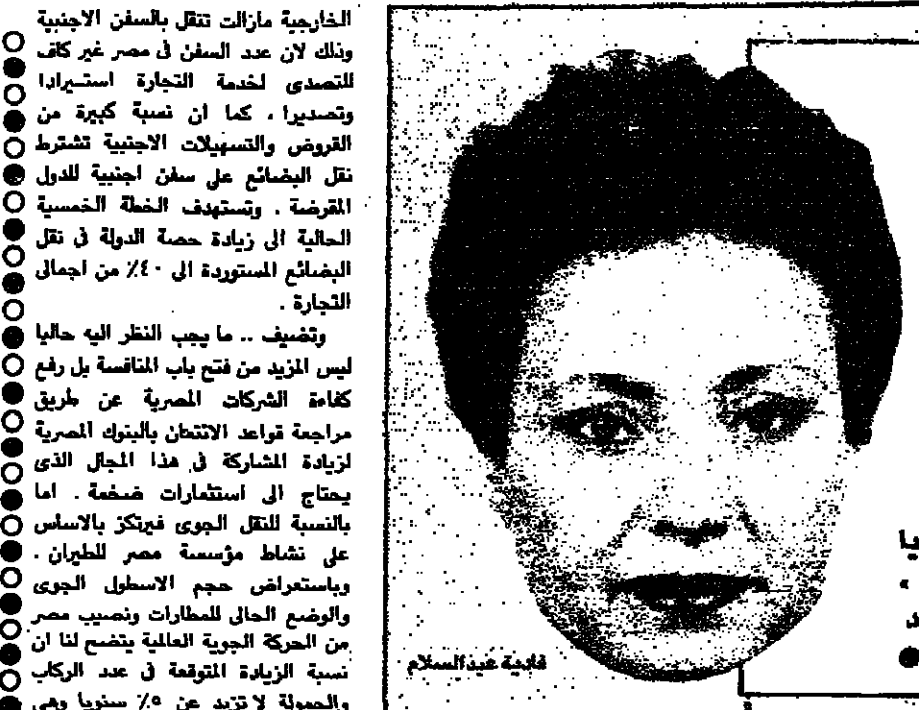 الخارجية مازالت تنقل بالسفن الاجنبية
وذلك لان عدد السفن فى مصر غير كاف
للتصدى لخدمة التجارة استيرادا
وتصديرا ، كما ان نسبة كبيرة من
القروض والتسهيلات الاجنبية تشترط
نقل البضائع على سفن اجنبية للدول
المقرضة . وتستهدف الخطة الخمسية
الحالية الى زيادة حصة الدولة فى نقل
البضائع المستوردة الى ٤٠٪ من اجمالى
التجارة .
وتضيف .. ما يجب النظر اليه حاليا
ليس المزيد من فتح باب المنافسة بل رفع
كفاءة الشركات المصرية عن طريق
مراجعة قواعد الائتمان بالبنوك المصرية
لزيادة المشاركة فى هذا المجال الذى
يحتاج الى استثمارات ضخمة . اما
بالنسبة للنقل الجوى فيرتكز بالاساس
على نشاط مؤسسة مصر للطيران .
وباستعراض حجم الاسطول الجوى
والوضع الحالى للمطارات ونصيب مصر
من الحركة الجوية العالمية يتضح لنا ان
نسبة الزيادة المتوقعة فى عدد الركاب
والحمولة لا تزيد عن ٥٪ سنويا وهى
عبدالسلام